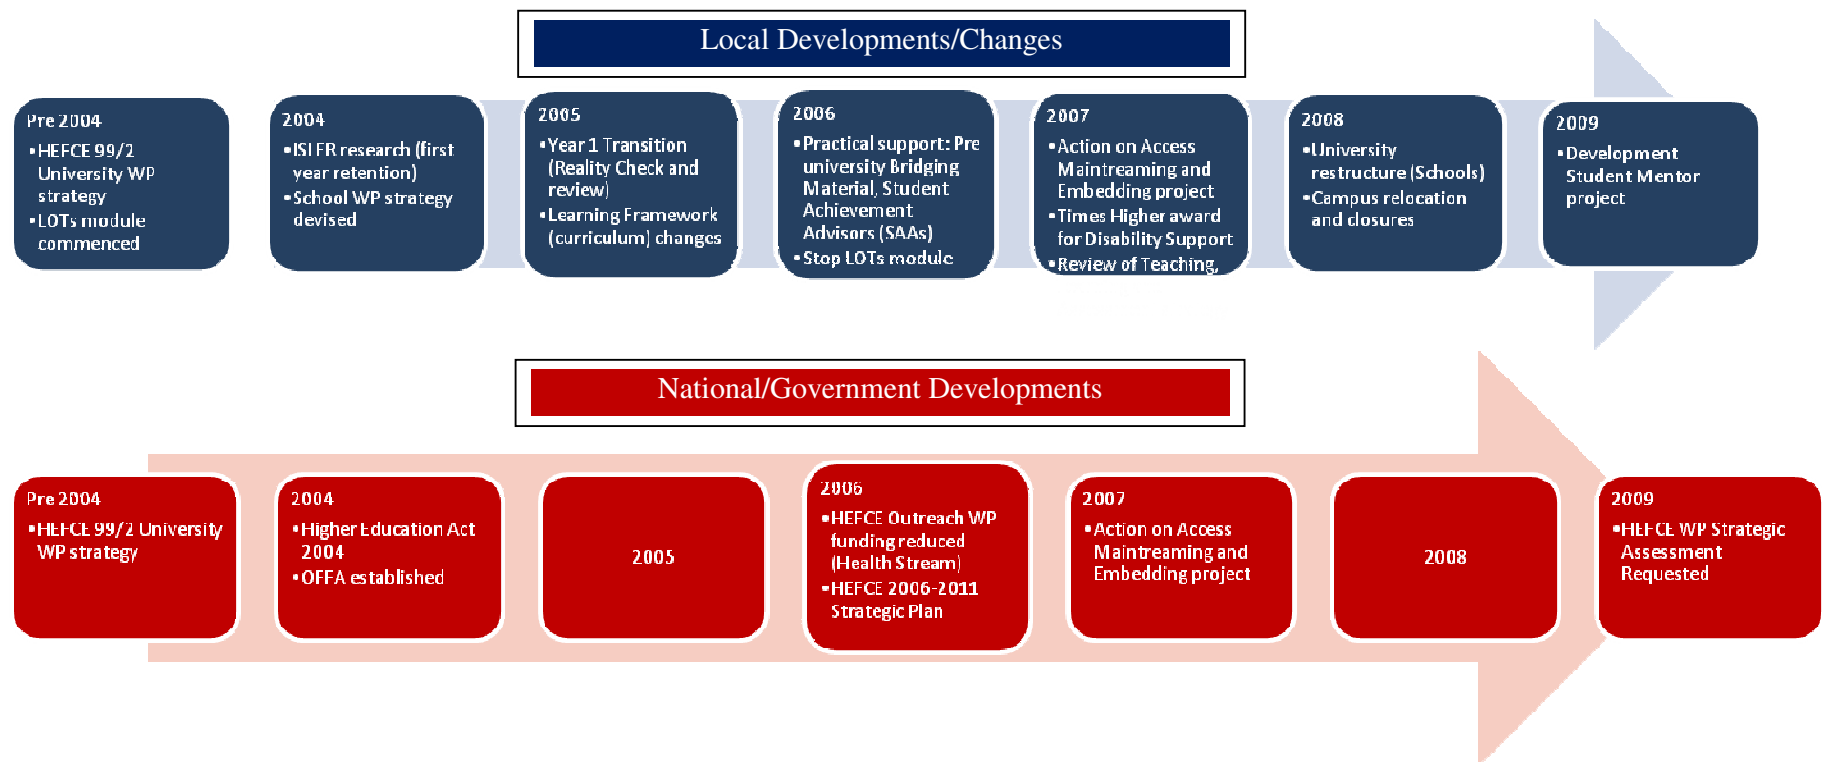 Local Developments/Changes
Pre 2004
•HEFCE 99/2
University WP
strategy
•LOTs module
commenced
2004
•ISI FR research (first
year retention)
•School WP strategy
devised
2005
•Year 1 Transition
(Reality Check and
review)
•Learning Framework
(curriculum) changes
2006
•Practical support: Pre
university Bridging
Material, Student
Achievement
Advisors (SAAs)
•Stop LOTs module
2007
•Action on Access
Maintreaming and
Embedding project
•Times Higher award
for Disability Support
•Review of Teaching,
2008
•University
restructure (Schools)
•Campus relocation
and closures
2009
•Development
Student Mentor
project
National/Government Developments
Pre 2004
•HEFCE 99/2 University
WP strategy
2004
•Higher Education Act
2004
•OFFA established
2005
2006
•HEFCE Outreach WP
funding reduced
(Health Stream)
•HEFCE 2006-2011
Strategic Plan
2007
•Action on Access
Maintreaming and
Embedding project
2008
2009
•HEFCE WP Strategic
Assessment
Requested